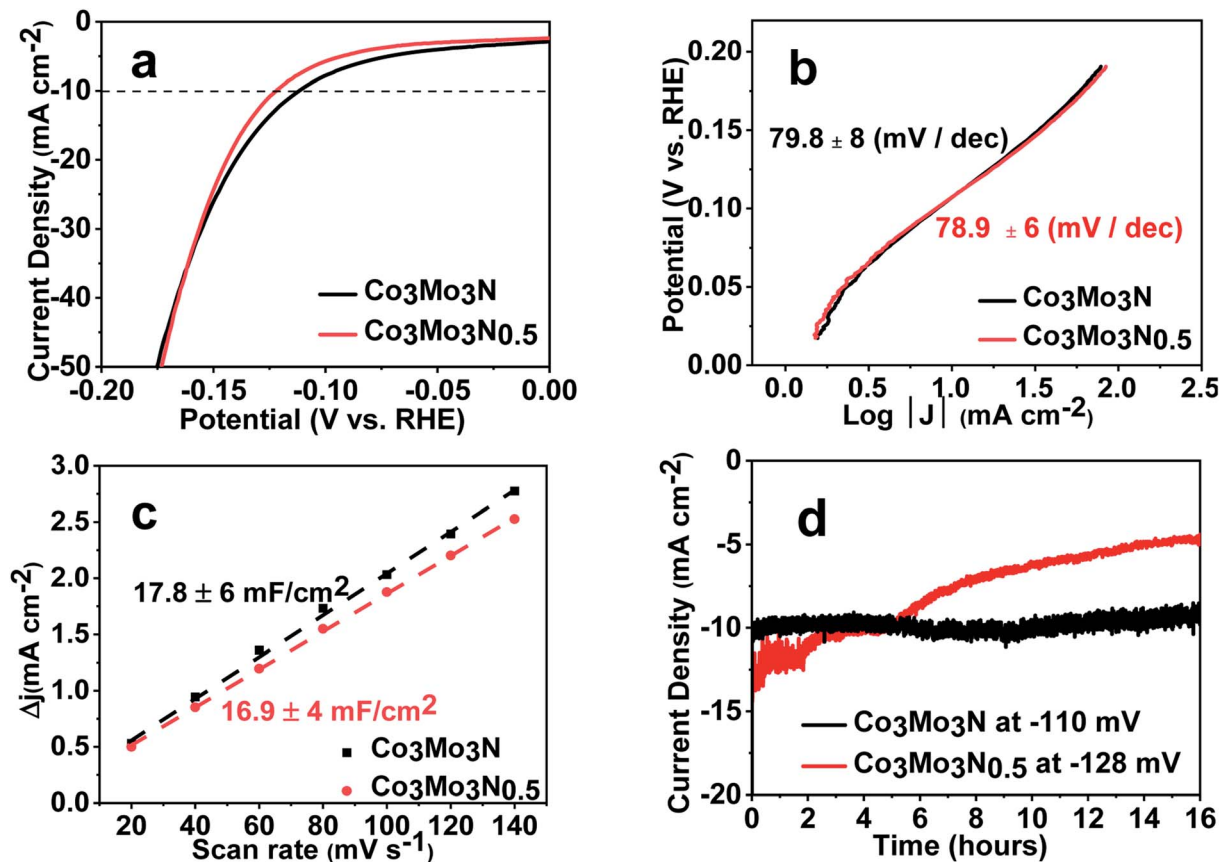 a
Current Density (mA cm-2)
0
-10
-20
-30
-40
-50
-0.20 -0.15 -0.10 -0.05 0.00
Potential (V vs. RHE)
Co3Mo3N
Co3Mo3N0.5
b
Potential (V vs. RHE)
0.20
0.15
0.10
0.05
0.00
79.8 ± 8 (mV / dec)
78.9 ± 6 (mV / dec)
Co3Mo3N
Co3Mo3N0.5
0.0 0.5 1.0 1.5 2.0 2.5
Log |J| (mA cm-2)
c
Δj(mA cm-2)
3.0
2.5
2.0
1.5
1.0
0.5
0.0
17.8 ± 6 mF/cm2
16.9 ± 4 mF/cm2
Co3Mo3N
Co3Mo3N0.5
20 40 60 80 100 120 140
Scan rate (mV s-1)
d
Current Density (mA cm-2)
0
-5
-10
-15
-20
Co3Mo3N at -110 mV
Co3Mo3N0.5 at -128 mV
0 2 4 6 8 10 12 14 16
Time (hours)